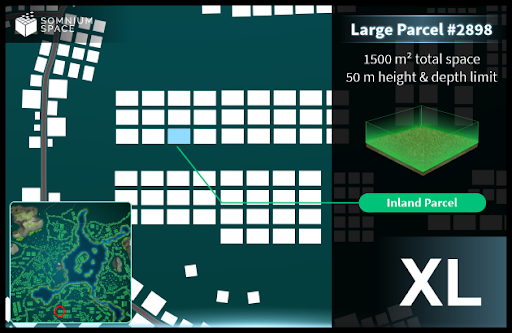 SOMNIUM
SPACE
Large Parcel #2898
1500 m² total space
50 m height & depth limit
Inland Parcel
XL